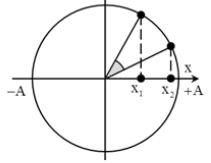 x
−A x₁ x₂ +A